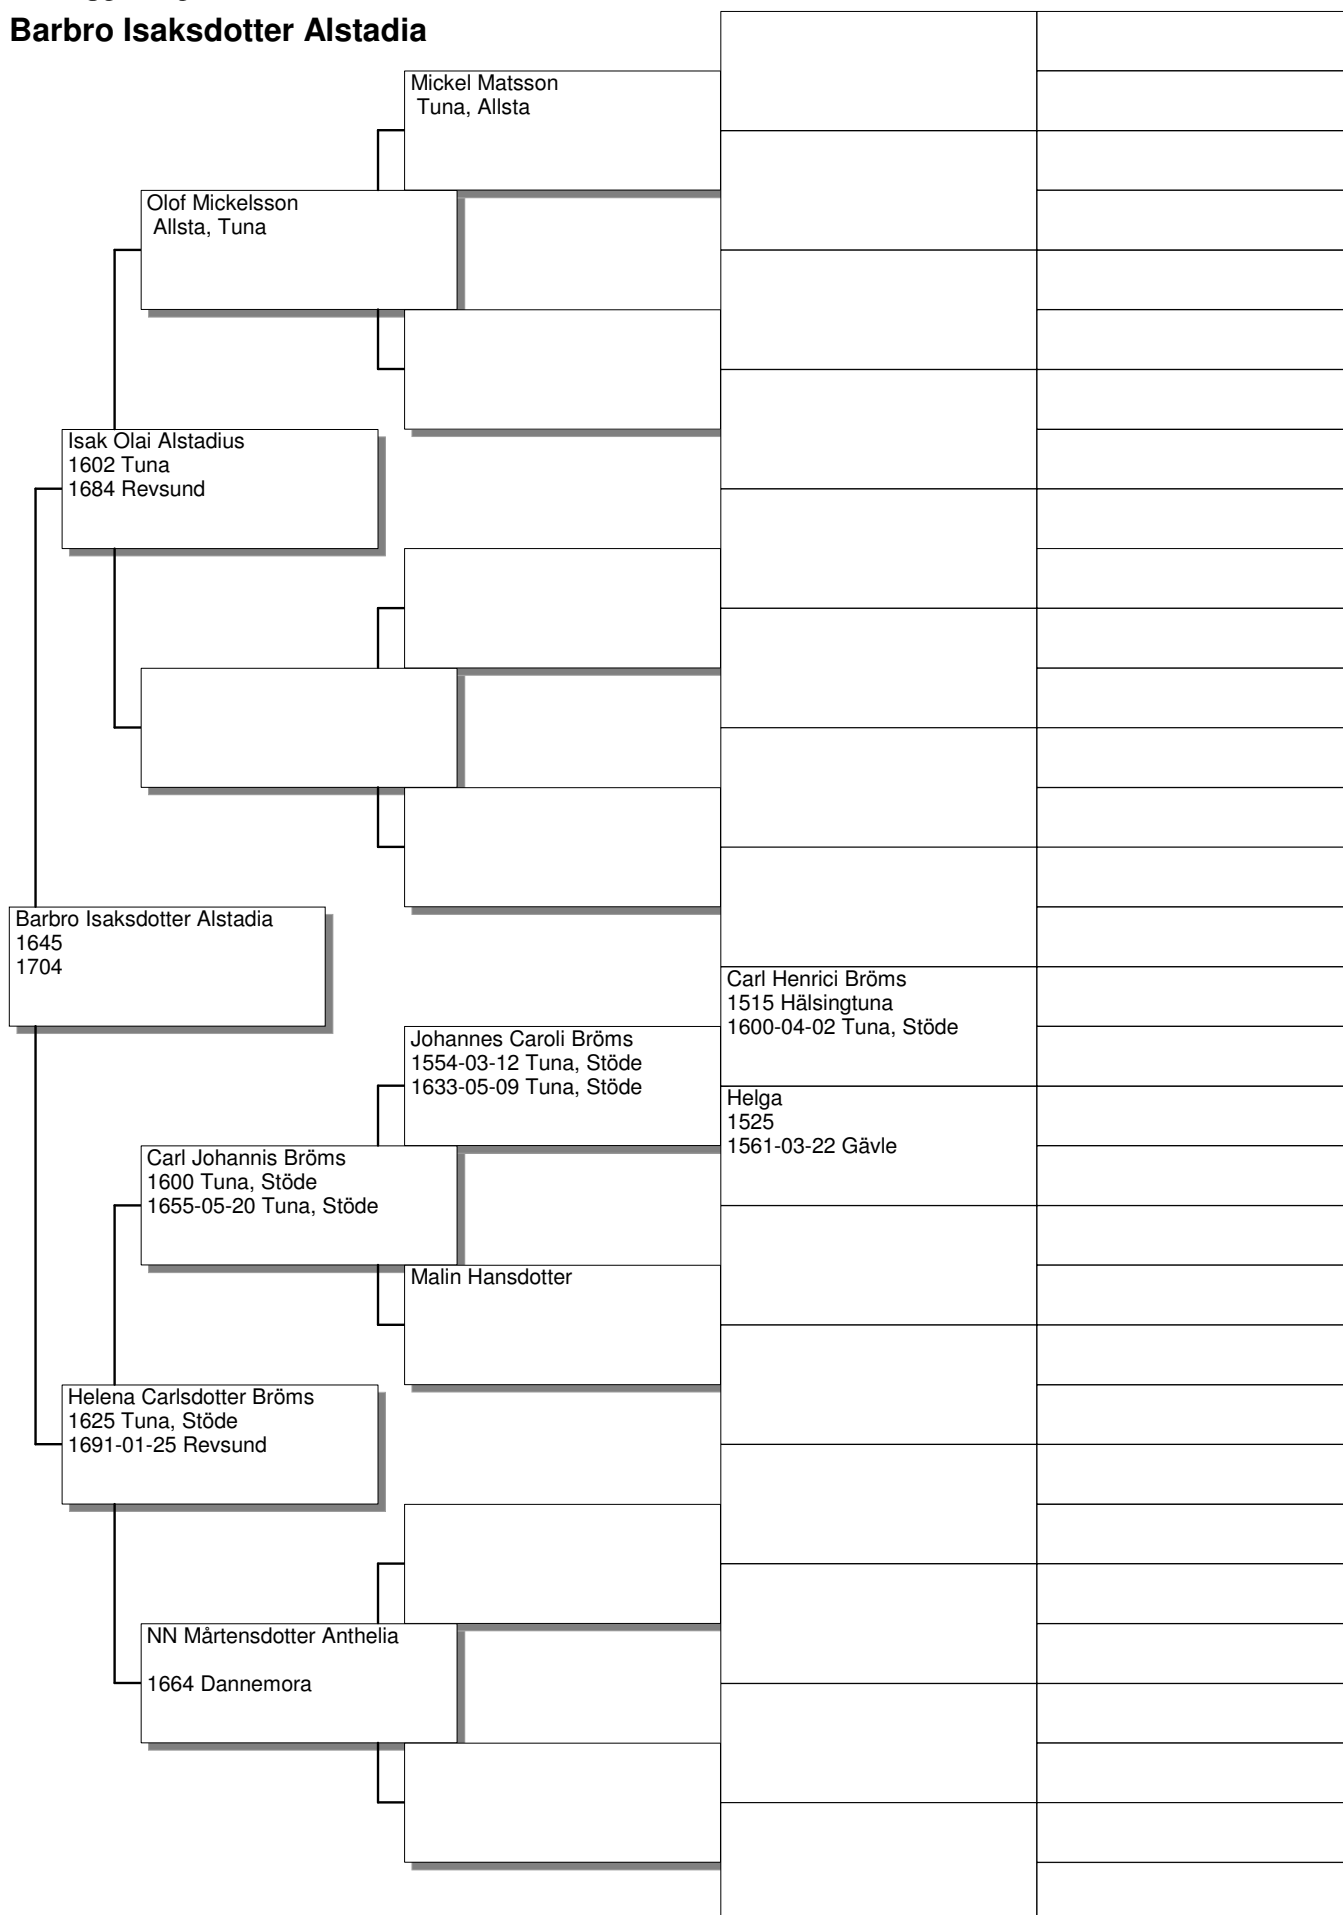 Barbro Isaksdotter Alstadia
Mickel Matsson
Tuna, Allsta
Olof Mickelsson
Allsta, Tuna
Isak Olai Alstadius
1602 Tuna
1684 Revsund
Barbro Isaksdotter Alstadia
1645
1704
Carl Henrici Bröms
1515 Hälsingtuna
1600-04-02 Tuna, Stöde
Johannes Caroli Bröms
1554-03-12 Tuna, Stöde
1633-05-09 Tuna, Stöde
Helga
1525
1561-03-22 Gävle
Carl Johannis Bröms
1600 Tuna, Stöde
1655-05-20 Tuna, Stöde
Malin Hansdotter
Helena Carlsdotter Bröms
1625 Tuna, Stöde
1691-01-25 Revsund
NN Mårtensdotter Anthelia
1664 Dannemora